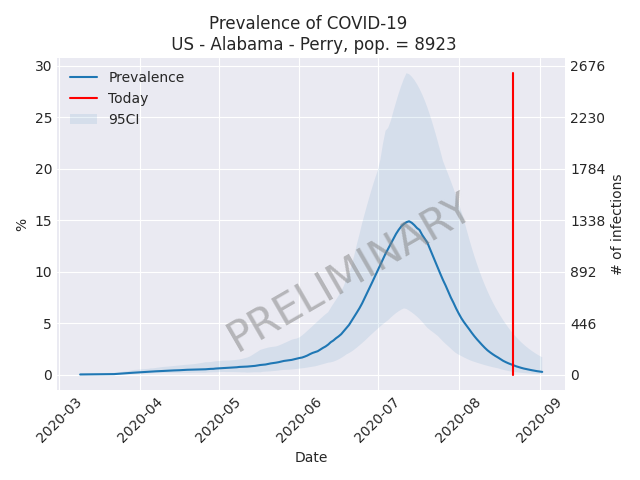 Prevalence of COVID-19
US - Alabama - Perry, pop. = 8923
Prevalence
Today
95CI
PRELIMINARY
%
30
25
20
15
10
5
0
2676
2230
1784
1338
892
446
0
# of infections
2020-03
2020-04
2020-05
2020-06
2020-07
2020-08
2020-09
Date